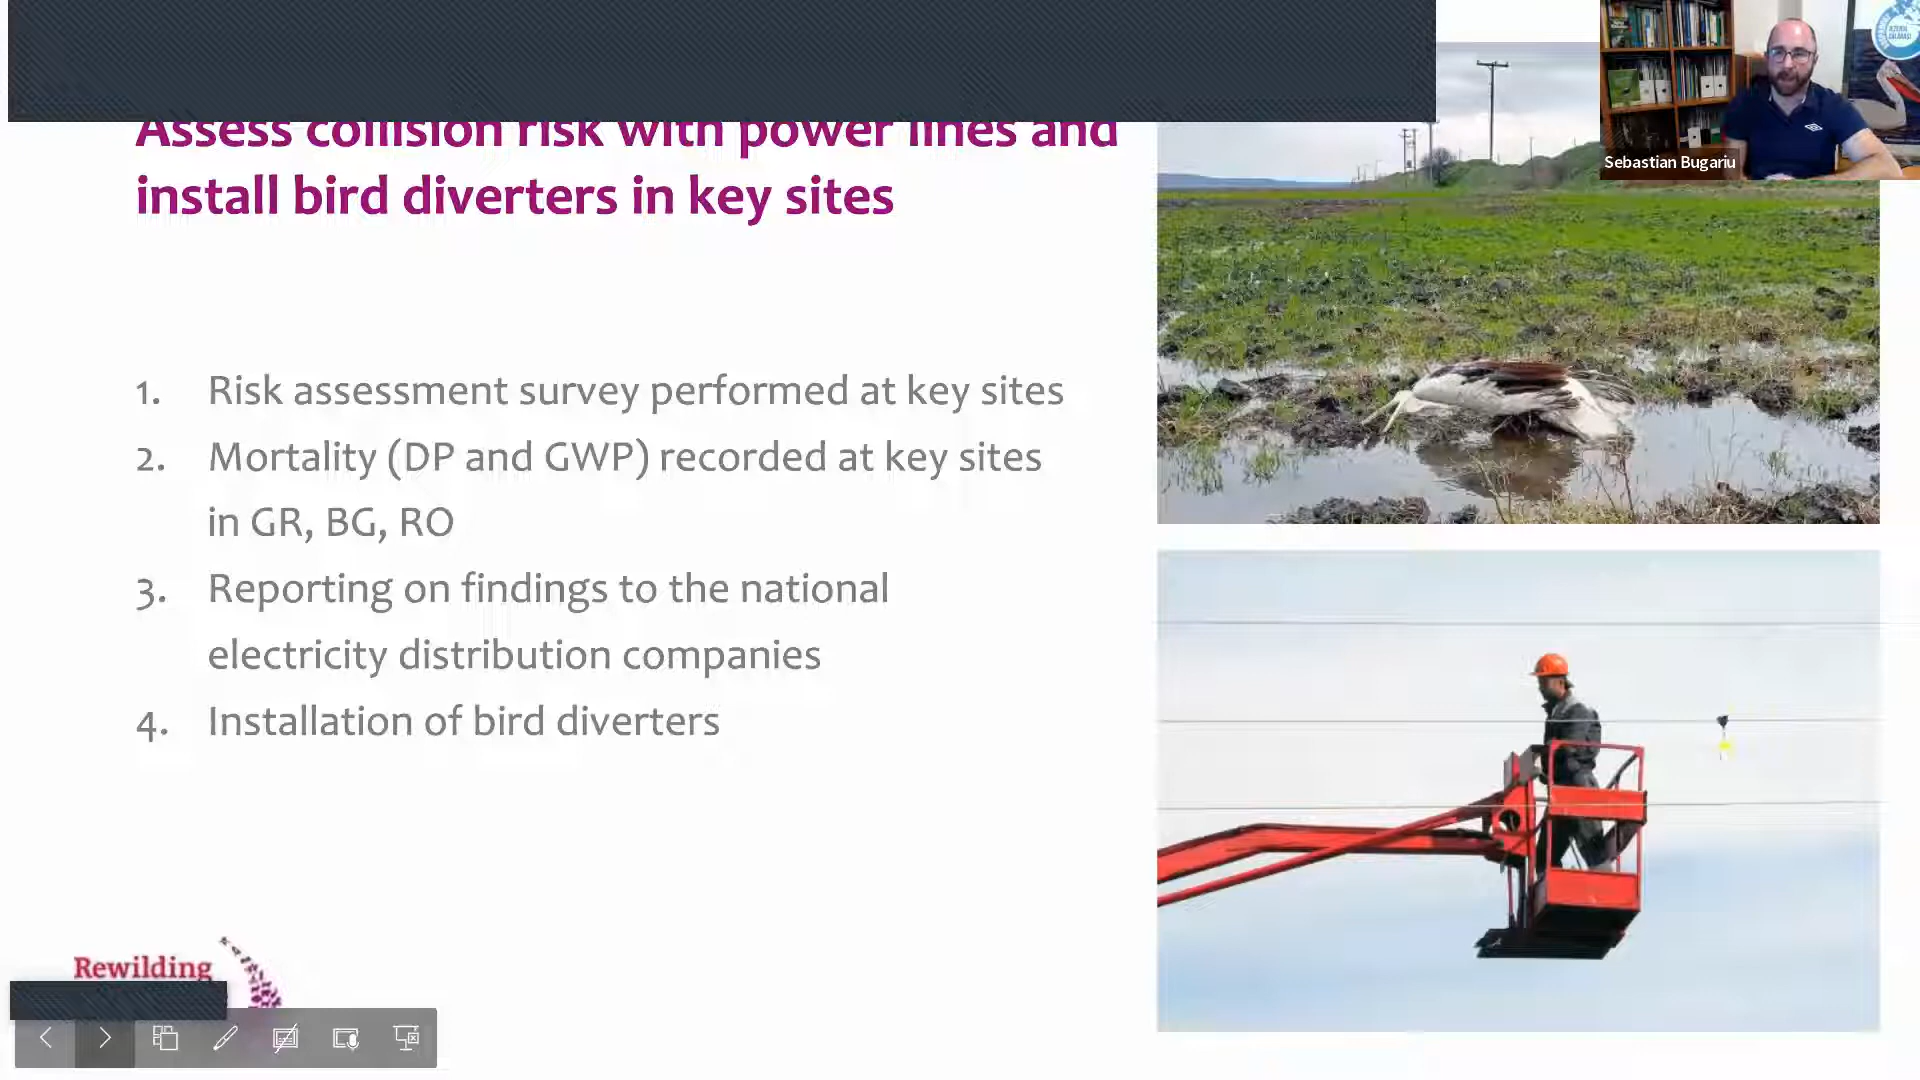 Assess collision risk with power lines and
install bird diverters in key sites
1. Risk assessment survey performed at key sites
2. Mortality (DP and GWP) recorded at key sites
in GR, BG, RO
3. Reporting on findings to the national
electricity distribution companies
4. Installation of bird diverters
Sebastian Bugariu
Rewilding